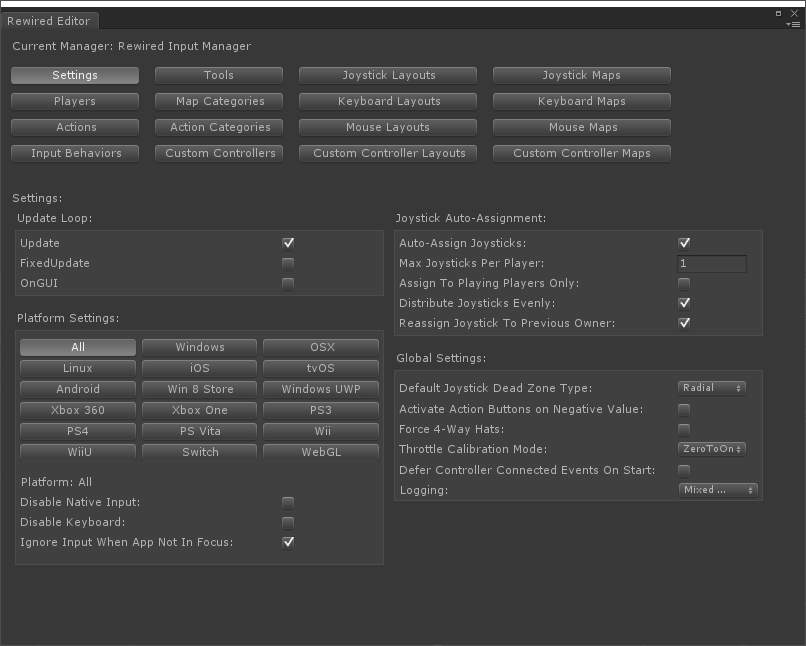 Rewired Editor
Current Manager: Rewired Input Manager
Settings Tools Joystick Layouts Joystick Maps
Players Map Categories Keyboard Layouts Keyboard Maps
Actions Action Categories Mouse Layouts Mouse Maps
Input Behaviors Custom Controllers Custom Controller Layouts Custom Controller Maps
Settings:
Update Loop:
Update
FixedUpdate
OnGUI
Platform Settings:
All Windows OSX
Linux iOS tvOS
Android Win 8 Store Windows UWP
Xbox 360 Xbox One PS3
PS4 PS Vita Wii
WiiU Switch WebGL
Platform: All
Disable Native Input:
Disable Keyboard:
Ignore Input When App Not In Focus:
Joystick Auto-Assignment:
Auto-Assign Joysticks:
Max Joysticks Per Player: 1
Assign To Playing Players Only:
Distribute Joysticks Evenly:
Reassign Joystick To Previous Owner:
Global Settings:
Default Joystick Dead Zone Type: Radial
Activate Action Buttons on Negative Value:
Force 4-Way Hats:
Throttle Calibration Mode: ZeroToOn
Defer Controller Connected Events On Start:
Logging: Mixed ...